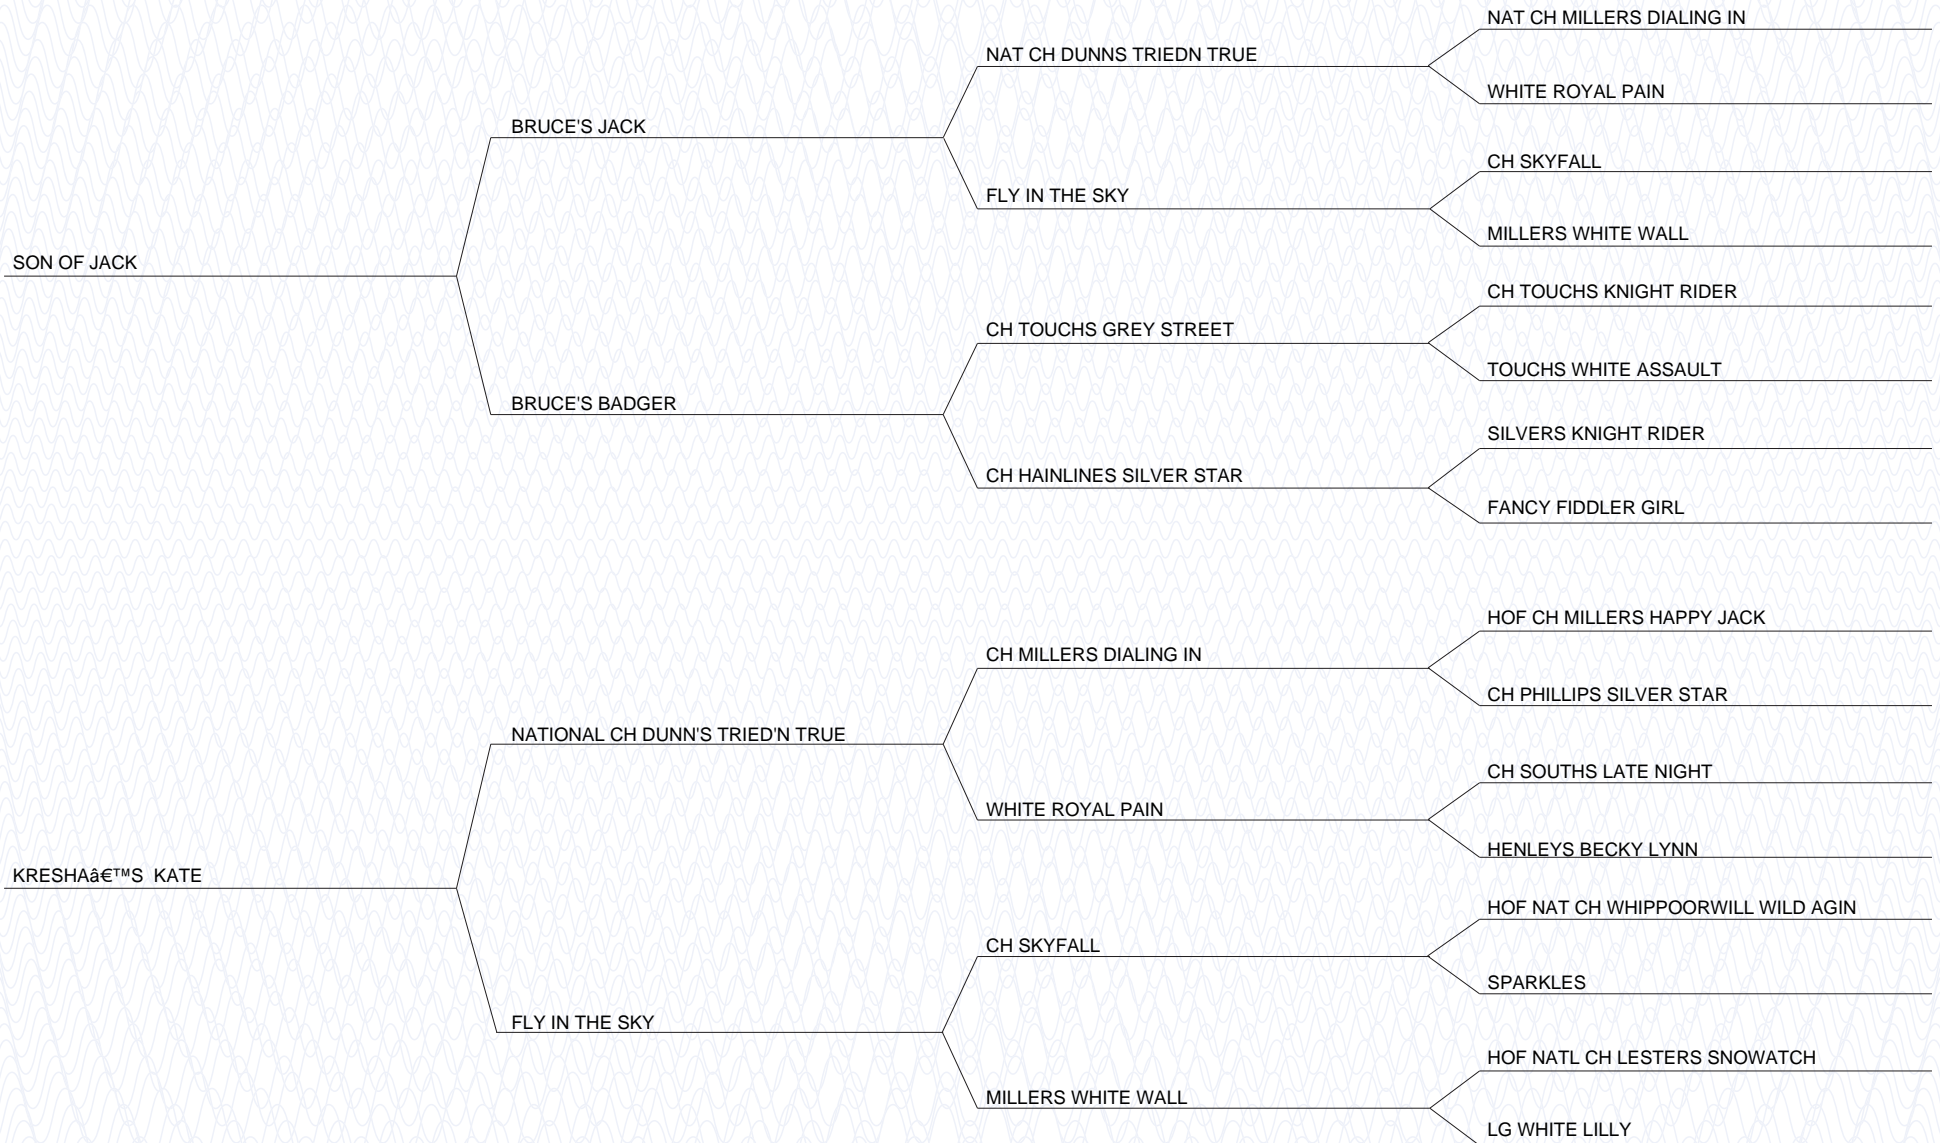 NAT CH MILLERS DIALING IN
NAT CH DUNNS TRIEDN TRUE
WHITE ROYAL PAIN
BRUCE'S JACK
CH SKYFALL
FLY IN THE SKY
MILLERS WHITE WALL
SON OF JACK
CH TOUCHS KNIGHT RIDER
CH TOUCHS GREY STREET
TOUCHS WHITE ASSAULT
BRUCE'S BADGER
SILVERS KNIGHT RIDER
CH HAINLINES SILVER STAR
FANCY FIDDLER GIRL
HOF CH MILLERS HAPPY JACK
CH MILLERS DIALING IN
CH PHILLIPS SILVER STAR
NATIONAL CH DUNN'S TRIED'N TRUE
CH SOUTHS LATE NIGHT
WHITE ROYAL PAIN
HENLEYS BECKY LYNN
KRESHAâ€™S  KATE
HOF NAT CH WHIPPOORWILL WILD AGIN
CH SKYFALL
SPARKLES
FLY IN THE SKY
HOF NATL CH LESTERS SNOWATCH
MILLERS WHITE WALL
LG WHITE LILLY